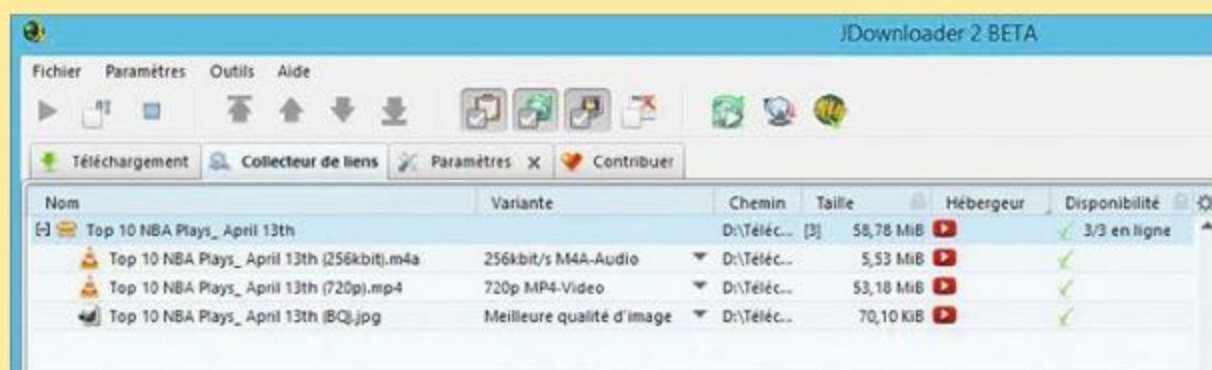 JDownloader 2 BETA
Fichier Paramètres Outils Aide
Téléchargement Collecteur de liens Paramètres x Contribuer
Nom Variante Chemin Taille Hébergeur Disponibilité
Top 10 NBA Plays_ April 13th D:\Téléc... [3] 58,78 MiB 3/3 en ligne
Top 10 NBA Plays_ April 13th (256kbit).m4a 256kbit/s M4A-Audio D:\Téléc... 5,53 MiB
Top 10 NBA Plays_ April 13th (720p).mp4 720p MP4-Video D:\Téléc... 53,18 MiB
Top 10 NBA Plays_ April 13th (BQ).jpg Meilleure qualité d'image D:\Téléc... 70,10 KiB